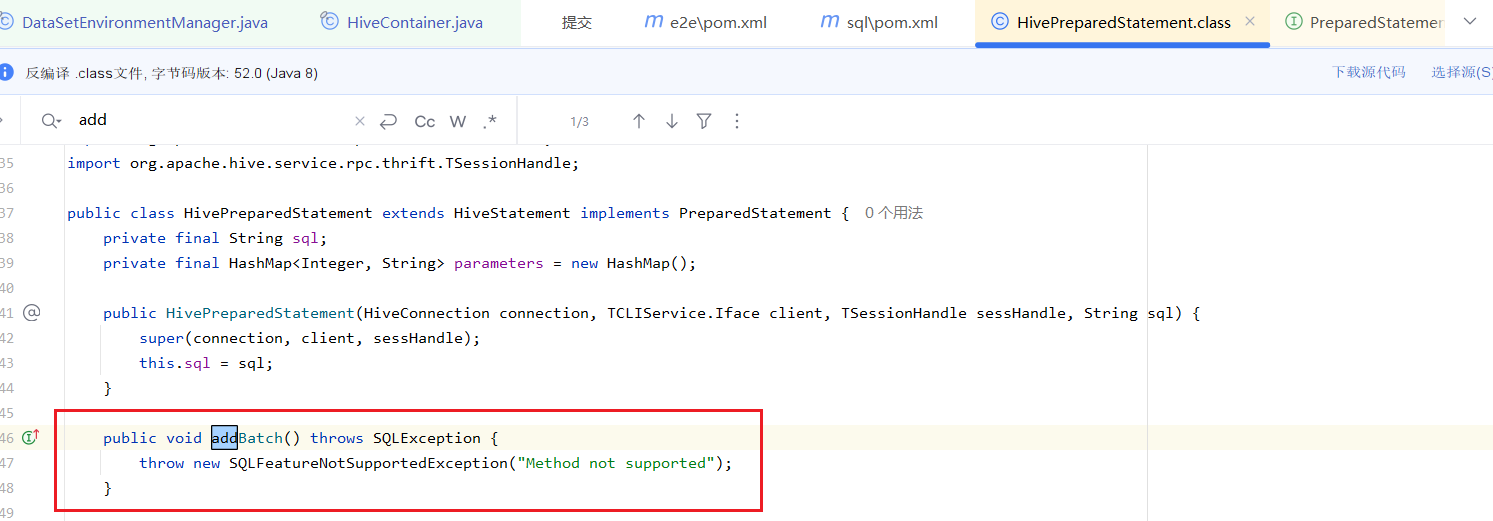 DataSetEnvironmentManager.java HiveContainer.java 提交 m e2e\pom.xml m sql\pom.xml HivePreparedStatement.class × PreparedStatemen
反编译 .class文件, 字节码版本: 52.0 (Java 8) 下载源代码 选择源(S)
add × Cc W .* 1/3
35 import org.apache.hive.service.rpc.thrift.TSessionHandle;
36
37 public class HivePreparedStatement extends HiveStatement implements PreparedStatement { 0 个用法
38 private final String sql;
39 private final HashMap<Integer, String> parameters = new HashMap();
40
41 @ public HivePreparedStatement(HiveConnection connection, TCLIService.Iface client, TSessionHandle sessHandle, String sql) {
42 super(connection, client, sessHandle);
43 this.sql = sql;
44 }
45
46 public void addBatch() throws SQLException {
47 throw new SQLFeatureNotSupportedException("Method not supported");
48 }
49